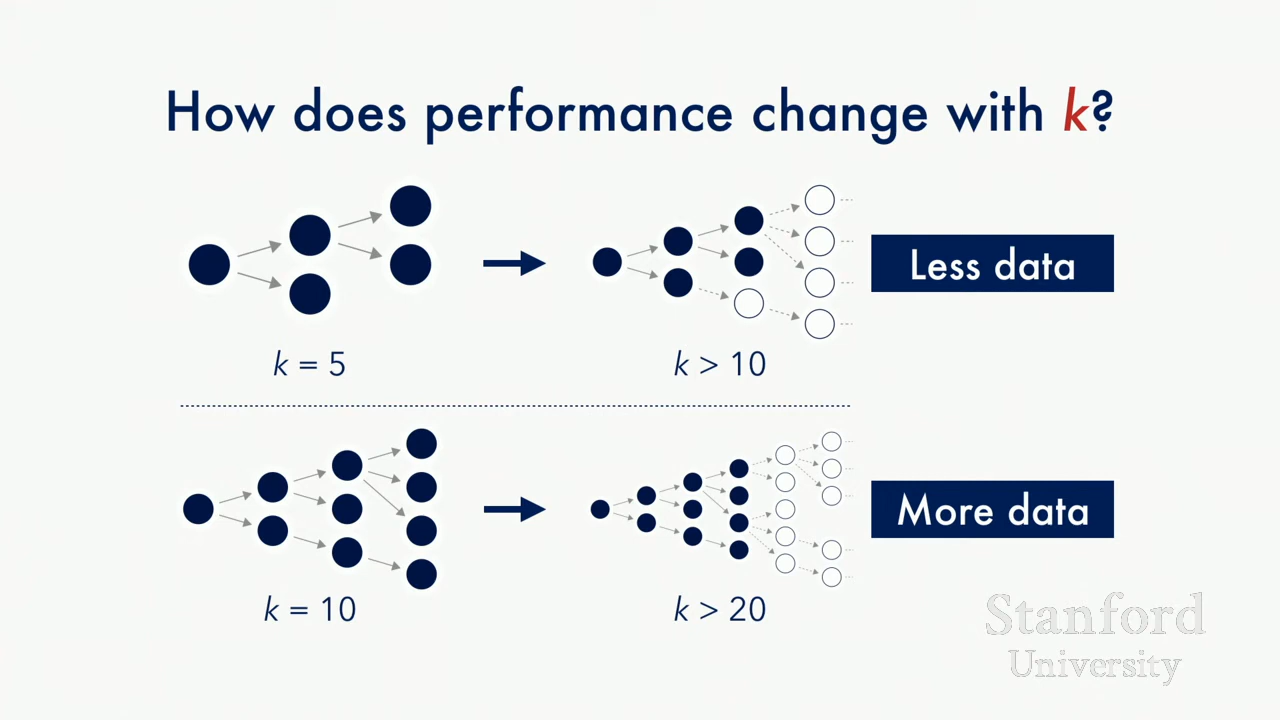 How does performance change with k?
k = 5
k > 10
Less data
k = 10
k > 20
More data
Stanford
University